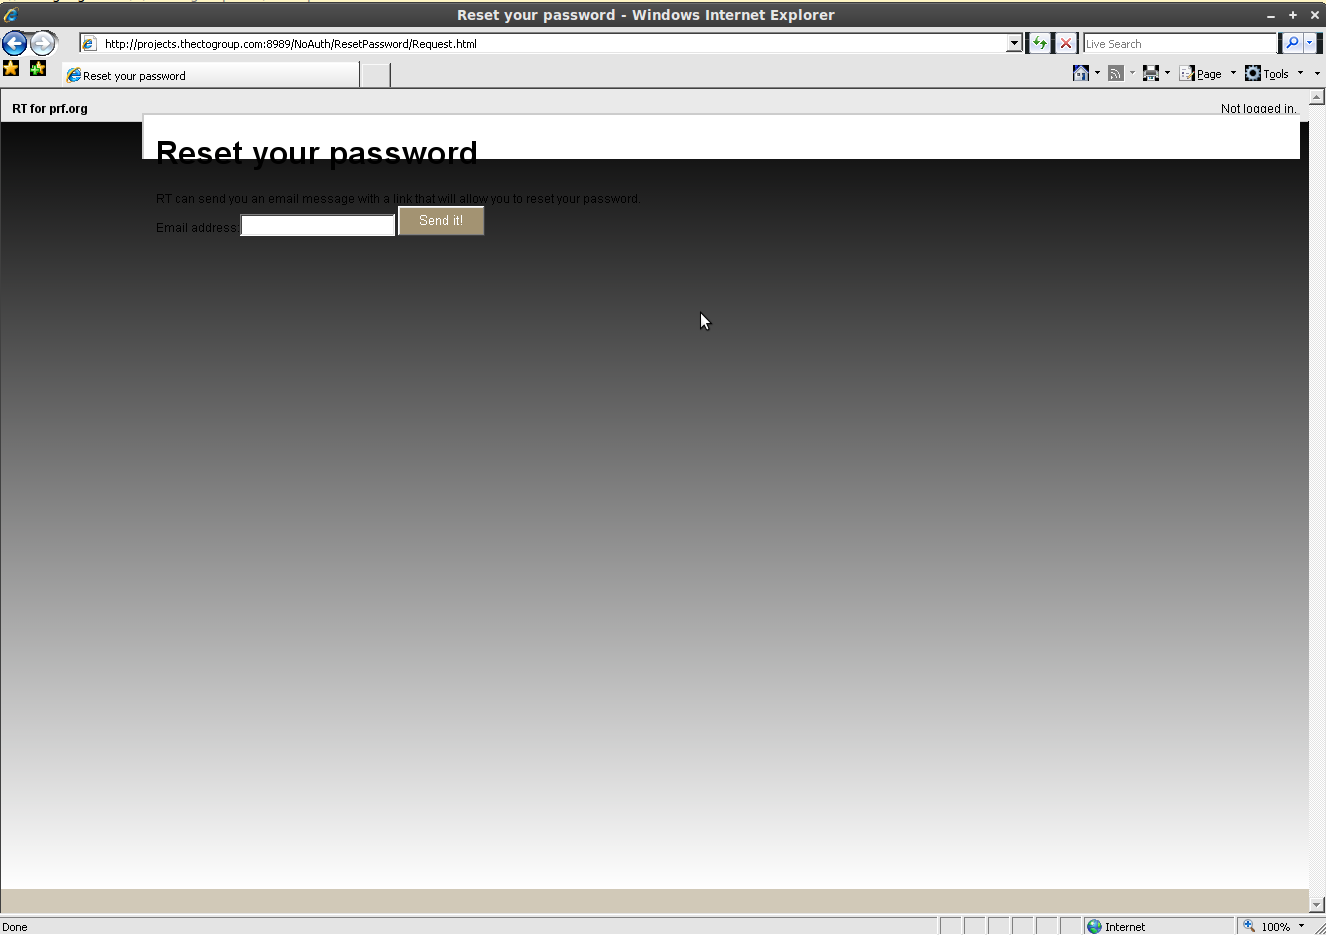 Reset your password - Windows Internet Explorer
http://projects.thectogroup.com:8989/NoAuth/ResetPassword/Request.html
Live Search
Reset your password
Page
Tools
RT for prf.org
Not logged in.
Reset your password
RT can send you an email message with a link that will allow you to reset your password.
Email address:
Send it!
Done
Internet
100%